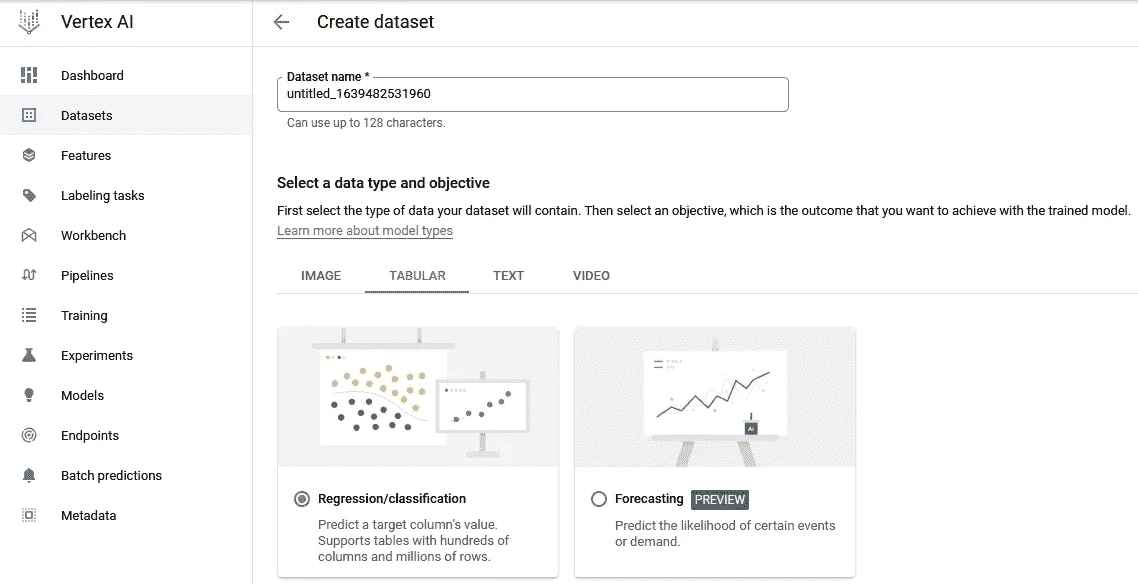 Vertex AI
Create dataset
Dashboard
Datasets
Features
Labeling tasks
Workbench
Pipelines
Training
Experiments
Models
Endpoints
Batch predictions
Metadata
Dataset name *
untitled_1639482531960
Can use up to 128 characters.
Select a data type and objective
First select the type of data your dataset will contain. Then select an objective, which is the outcome that you want to achieve with the trained model.
Learn more about model types
IMAGE TABULAR TEXT VIDEO
Regression/classification
Predict a target column's value.
Supports tables with hundreds of
columns and millions of rows.
AI
Forecasting PREVIEW
Predict the likelihood of certain events
or demand.